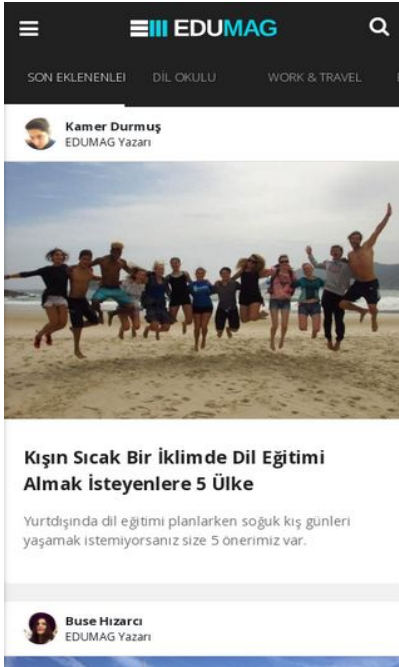 EDUMAG
SON EKLENENLE
DİL OKULU
WORK & TRAVEL
Kamer Durmuş
EDUMAG Yazarı
Kışın Sıcak Bir İklimde Dil Eğitimi
Almak İsteyenlere 5 Ülke
Yurtdışında dil eğitimi planlarken soğuk kış günleri
yaşamak istemiyorsanız size 5 önerimiz var.
Buse Hızarcı
EDUMAG Yazarı